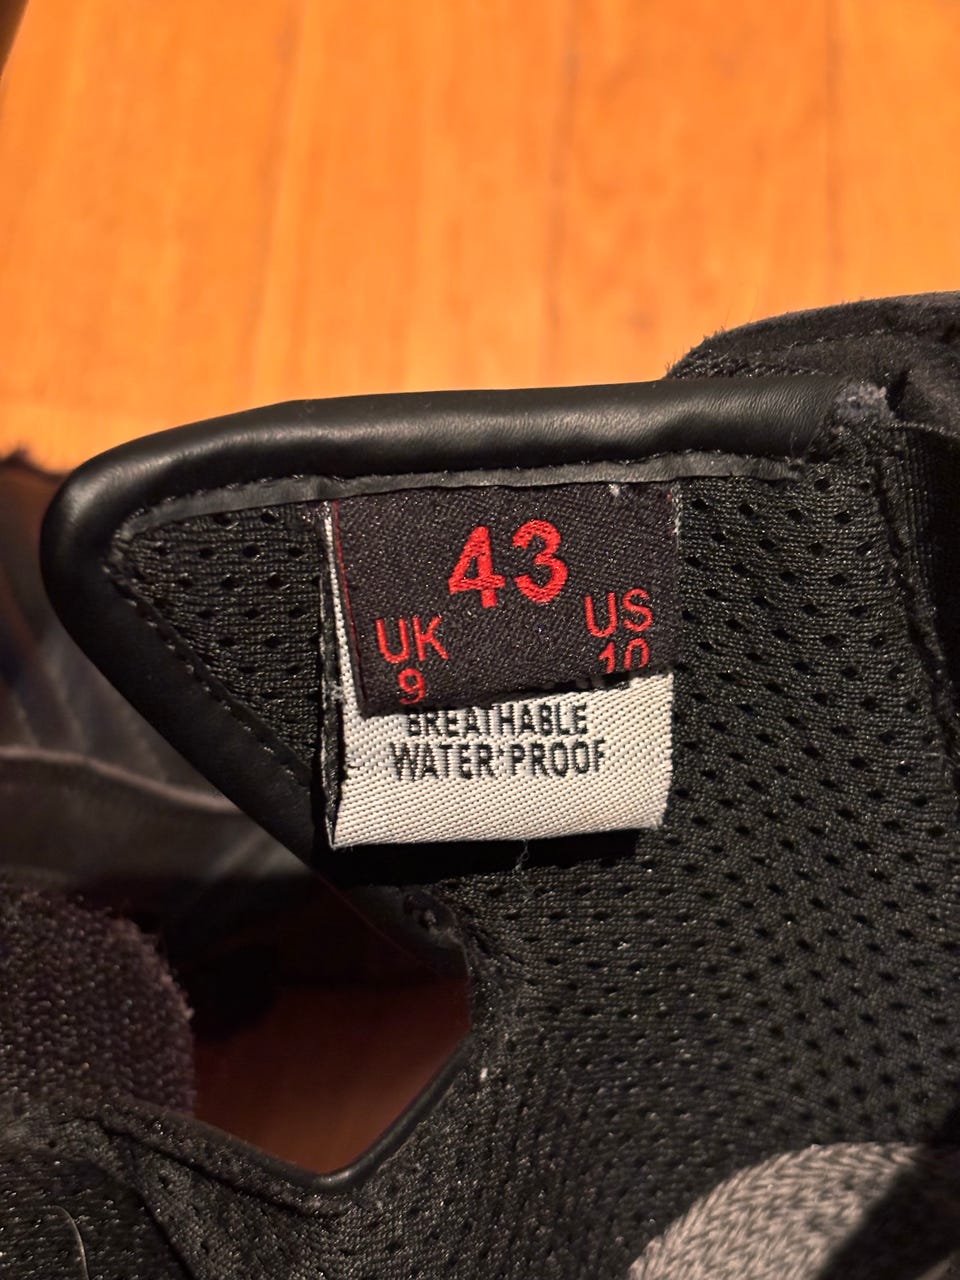 43
UK US
9 10
BREATHABLE
WATER·PROOF